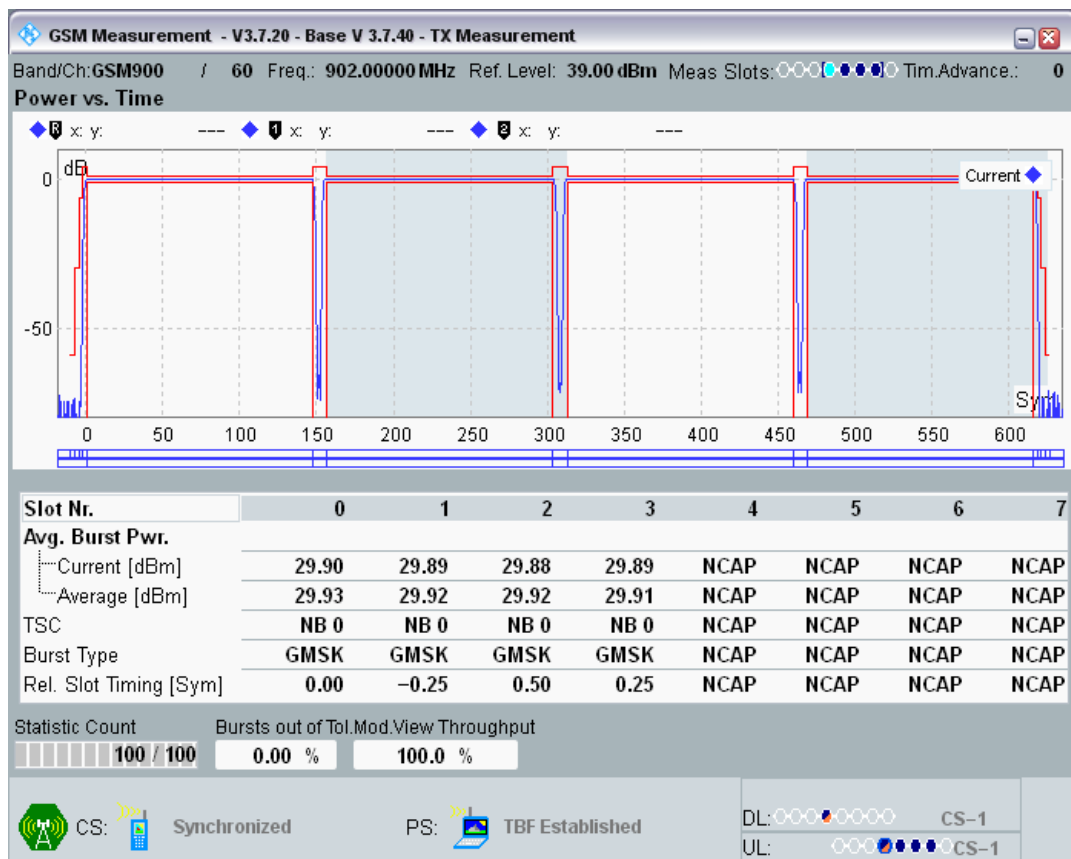 GSM Measurement - V3.7.20 - Base V 3.7.40 - TX Measurement
Band/Ch:GSM900 / 60 Freq.: 902.00000 MHz Ref. Level: 39.00 dBm Meas Slots: Tim.Advance.: 0
Power vs. Time
R x: y: --- 1 x: y: --- 2 x: y: ---
dB
Current
0
-50
Sym
0 50 100 150 200 250 300 350 400 450 500 550 600
Slot Nr. 0 1 2 3 4 5 6 7
Avg. Burst Pwr.
Current [dBm] 29.90 29.89 29.88 29.89 NCAP NCAP NCAP NCAP
Average [dBm] 29.93 29.92 29.92 29.91 NCAP NCAP NCAP NCAP
TSC NB 0 NB 0 NB 0 NB 0 NCAP NCAP NCAP NCAP
Burst Type GMSK GMSK GMSK GMSK NCAP NCAP NCAP NCAP
Rel. Slot Timing [Sym] 0.00 −0.25 0.50 0.25 NCAP NCAP NCAP NCAP
Statistic Count Bursts out of Tol.Mod.View Throughput
100 / 100 0.00 % 100.0 %
CS: Synchronized PS: TBF Established
DL: CS−1
UL: CS−1